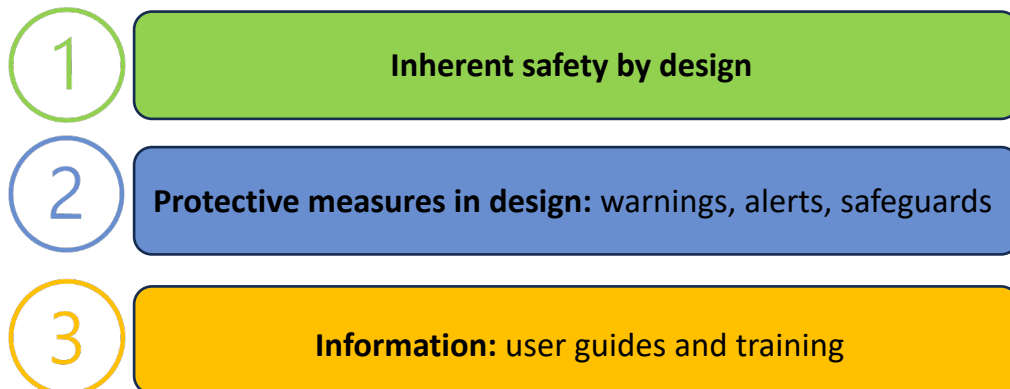 1
Inherent safety by design
2
Protective measures in design: warnings, alerts, safeguards
3
Information: user guides and training